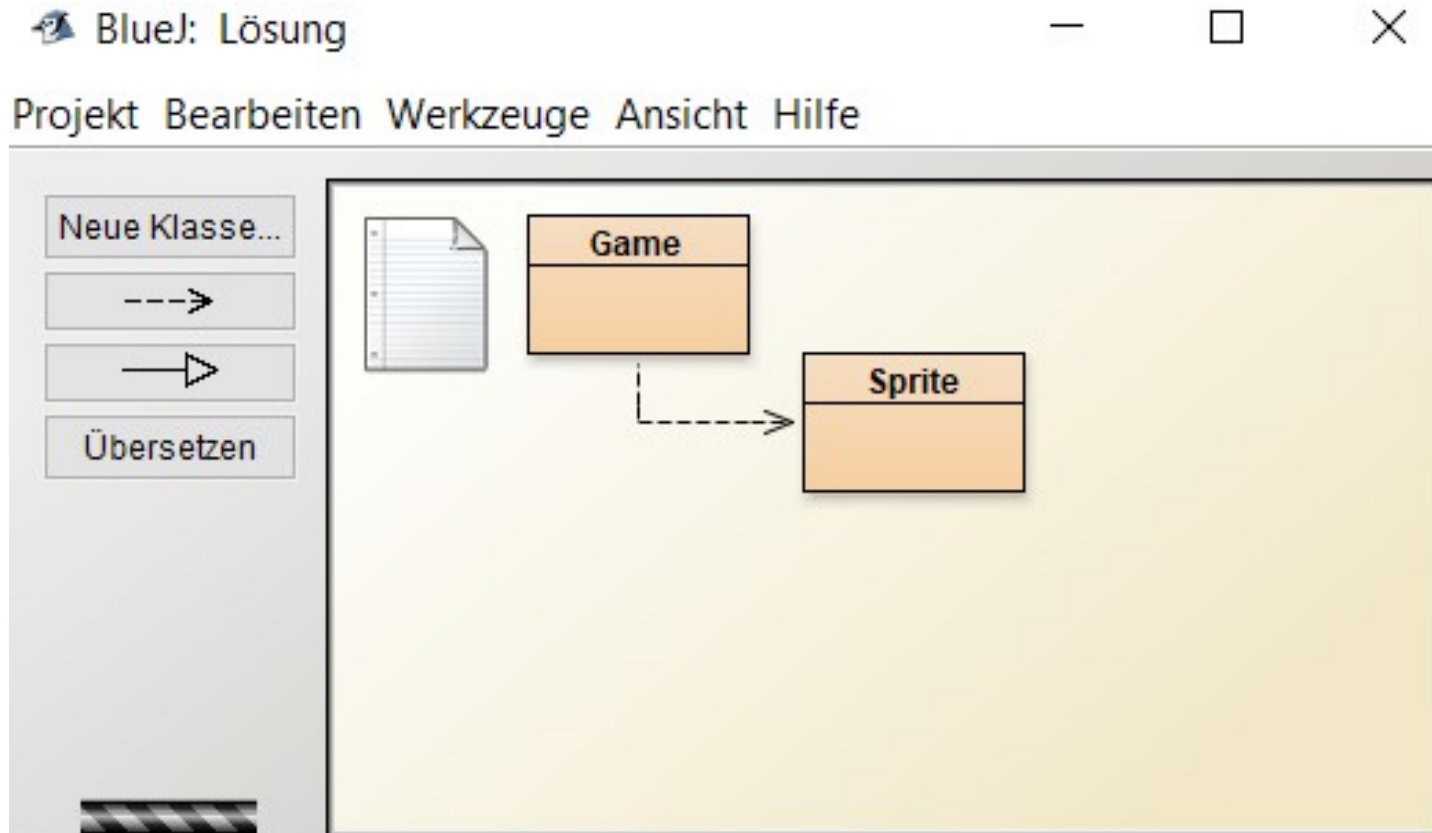 BlueJ: Lösung
Projekt Bearbeiten Werkzeuge Ansicht Hilfe
Neue Klasse...
Übersetzen
Game
Sprite